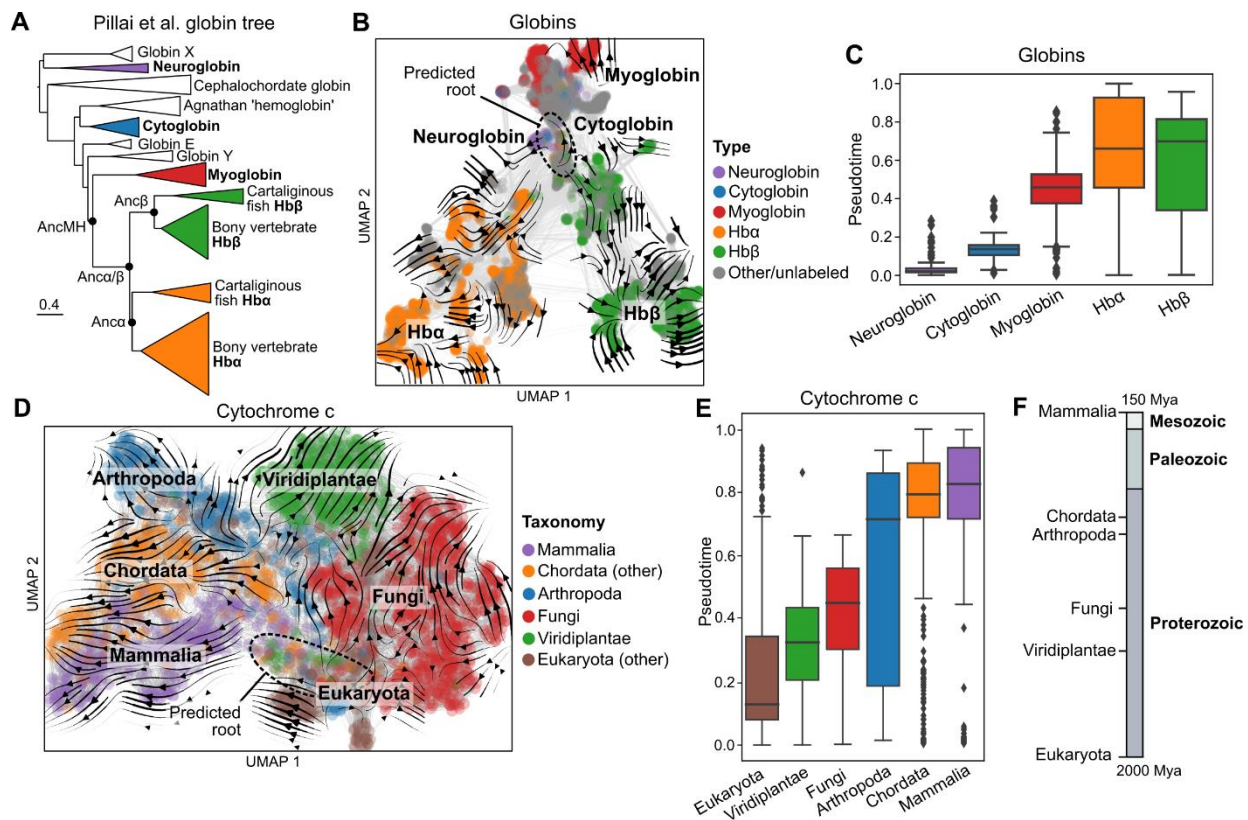 A
Pillai et al. globin tree
Globin X
Neuroglobin
Cephalochordate globin
Agnathan 'hemoglobin'
Cytoglobin
Globin E
Globin Y
Myoglobin
Cartaliginous
fish Hbβ
Ancβ
Bony vertebrate
Hbβ
AncMH
Ancα/β
Cartaliginous
fish Hbα
0.4
Ancα
Bony vertebrate
Hbα
B
Globins
Predicted
root
Myoglobin
Neuroglobin
Cytoglobin
Hbα
Hbβ
UMAP 2
UMAP 1
Type
Neuroglobin
Cytoglobin
Myoglobin
Hbα
Hbβ
Other/unlabeled
C
Globins
Pseudotime
1.0
0.8
0.6
0.4
0.2
0.0
Neuroglobin
Cytoglobin
Myoglobin
Hbα
Hbβ
D
Cytochrome c
Arthropoda
Viridiplantae
Chordata
Fungi
Mammalia
Eukaryota
Predicted
root
UMAP 2
UMAP 1
Taxonomy
Mammalia
Chordata (other)
Arthropoda
Fungi
Viridiplantae
Eukaryota (other)
E
Cytochrome c
Pseudotime
1.0
0.8
0.6
0.4
0.2
0.0
Eukaryota
Viridiplantae
Fungi
Arthropoda
Chordata
Mammalia
F
150 Mya
Mammalia
Mesozoic
Paleozoic
Chordata
Arthropoda
Fungi
Proterozoic
Viridiplantae
Eukaryota
2000 Mya